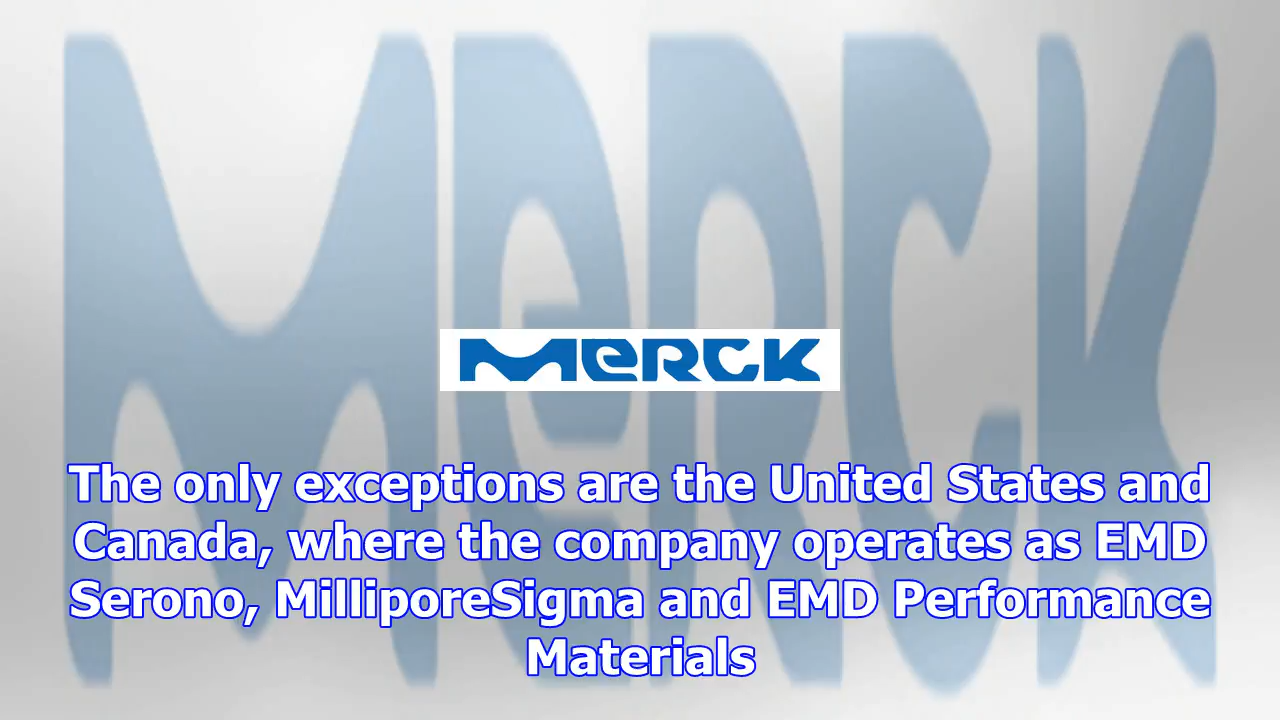 MERCK
MERCK
The only exceptions are the United States and
Canada, where the company operates as EMD
Serono, MilliporeSigma and EMD Performance
Materials